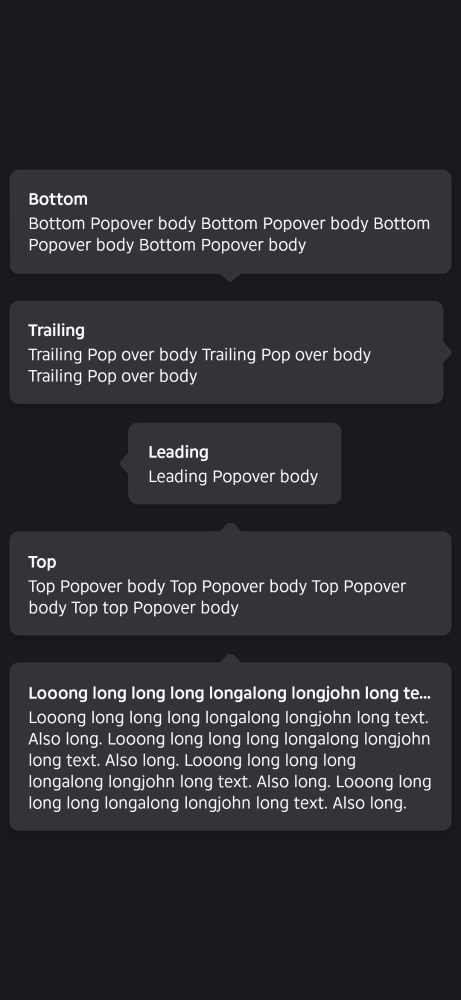 Bottom
Bottom Popover body Bottom Popover body Bottom
Popover body Bottom Popover body
Trailing
Trailing Pop over body Trailing Pop over body
Trailing Pop over body
Leading
Leading Popover body
Top
Top Popover body Top Popover body Top Popover
body Top top Popover body
Looong long long long longalong longjohn long te...
Looong long long long longalong longjohn long text.
Also long. Looong long long long longalong longjohn
long text. Also long. Looong long long long
longalong longjohn long text. Also long. Looong long
long long longalong longjohn long text. Also long.